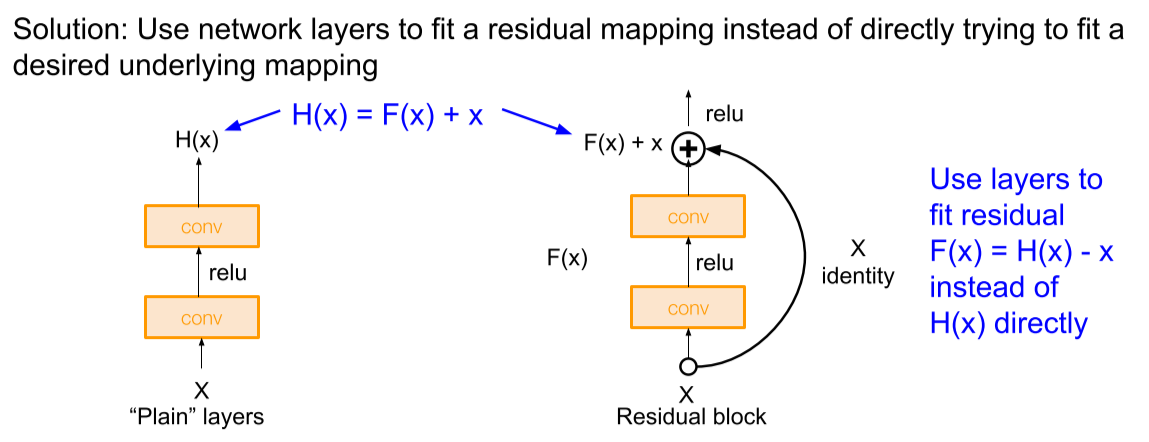 Solution: Use network layers to fit a residual mapping instead of directly trying to fit a
desired underlying mapping
H(x) = F(x) + x
H(x)
conv
relu
conv
X
“Plain” layers
relu
F(x) + x
+
conv
F(x)
relu
conv
X
identity
X
Residual block
Use layers to
fit residual
F(x) = H(x) - x
instead of
H(x) directly